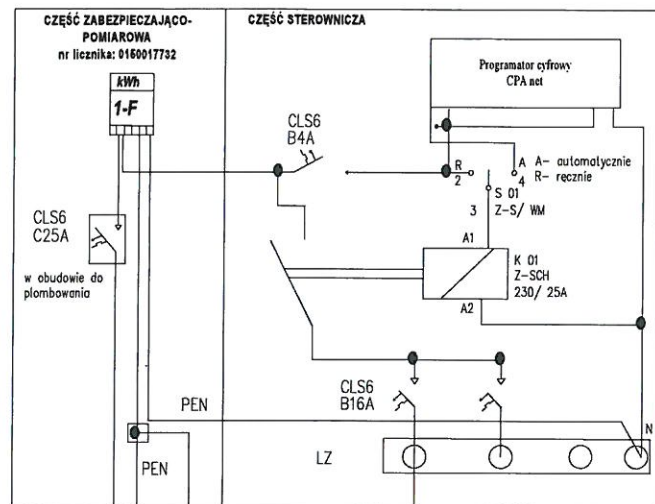 CZĘŚĆ ZABEZPIECZAJĄCO-
POMIAROWA
nr licznika: 0150017732
CZĘŚĆ STEROWNICZA
kWh
1-F
Programator cyfrowy
CPA net
CLS6
B4A
R
2
A
4
A- automatycznie
R- ręcznie
S 01
3
Z-S/ WM
CLS6
C25A
w obudowie do
plombowania
A1
K 01
Z-SCH
230/ 25A
A2
CLS6
B16A
PEN
N
LZ
PEN